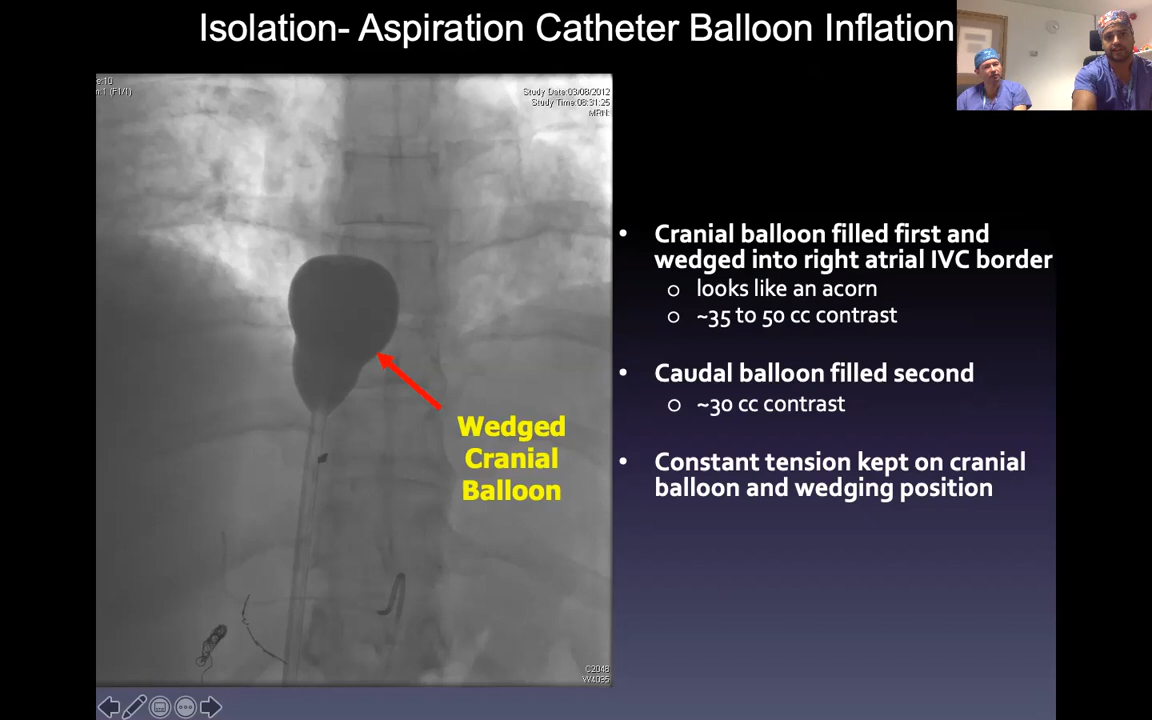 Isolation- Aspiration Catheter Balloon Inflation
Study Date:03/08/2012
Study Time:08:31:25
MRN:
• Cranial balloon filled first and
wedged into right atrial IVC border
o looks like an acorn
o ~35 to 50 cc contrast
• Caudal balloon filled second
o ~30 cc contrast
• Constant tension kept on cranial
balloon and wedging position
Wedged
Cranial
Balloon
C2048
W4095